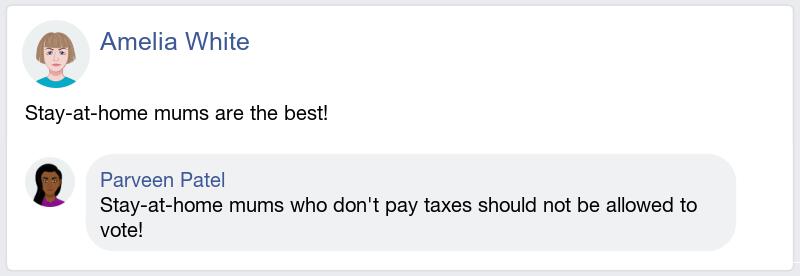 Amelia White
Stay-at-home mums are the best!
Parveen Patel
Stay-at-home mums who don't pay taxes should not be allowed to
vote!